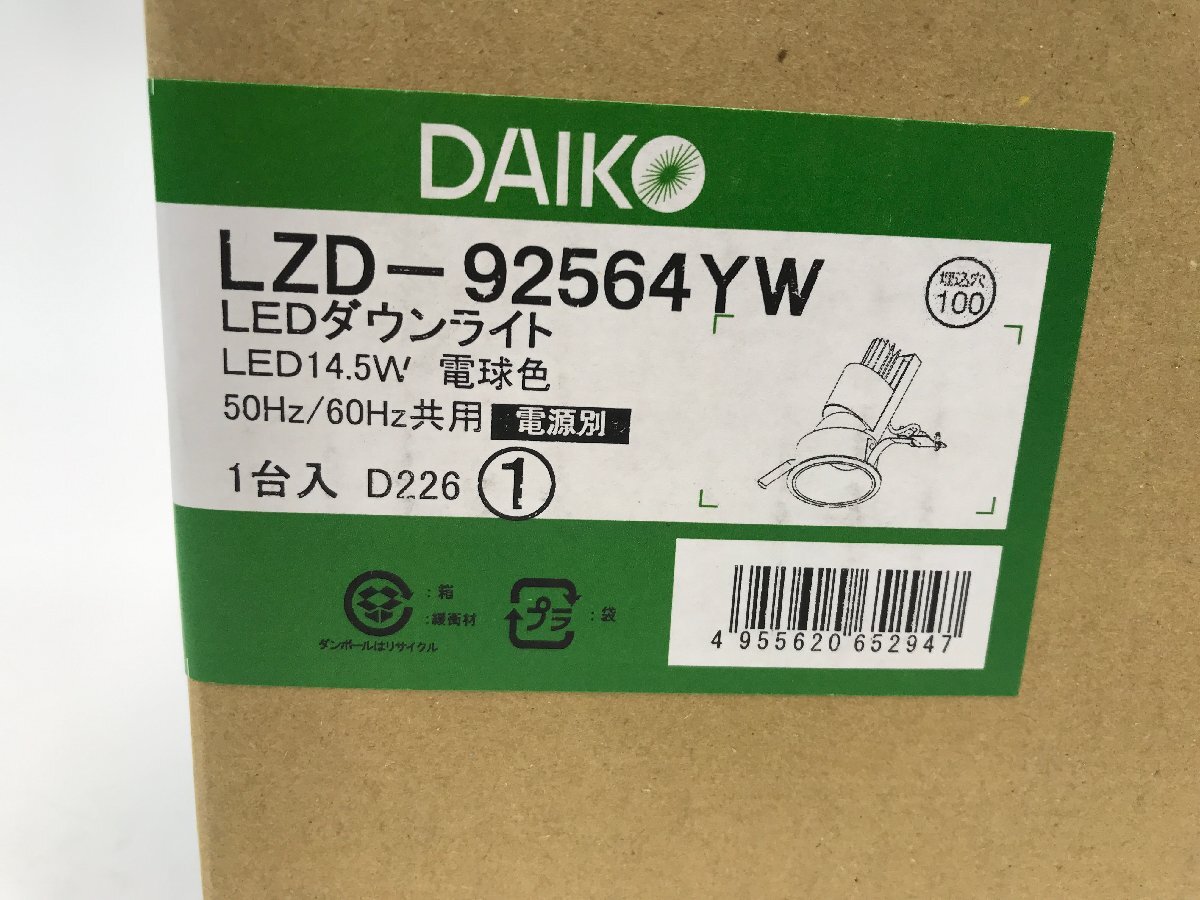 DAIKO
LZD-92564YW
埋込穴
100
LEDダウンライト
LED14.5W 電球色
50Hz/60Hz共用 電源別
1台入 D226 ①
:箱
:緩衝材
ダンボールはリサイクル
プラ
:袋
4 955620 652947